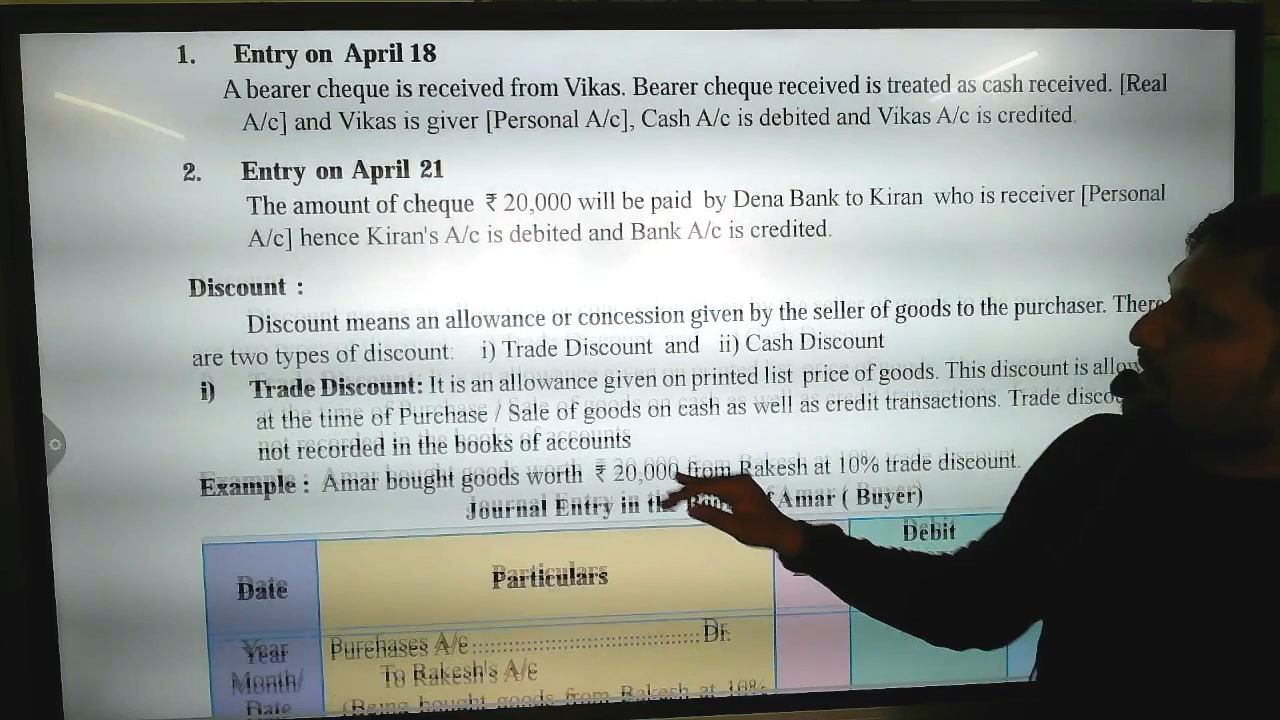 1. Entry on April 18
A bearer cheque is received from Vikas. Bearer cheque received is treated as cash received. [Real
A/c] and Vikas is giver [Personal A/c], Cash A/c is debited and Vikas A/c is credited.
2. Entry on April 21
The amount of cheque ₹ 20,000 will be paid by Dena Bank to Kiran who is receiver [Personal
A/c] hence Kiran's A/c is debited and Bank A/c is credited.
Discount :
Discount means an allowance or concession given by the seller of goods to the purchaser. There
are two types of discount: i) Trade Discount and ii) Cash Discount
i) Trade Discount: It is an allowance given on printed list price of goods. This discount is
at the time of Purchase / Sale of goods on cash as well as credit transactions. Trade
not recorded in the books of accounts
Example : Amar bought goods worth ₹ 20,000 from Rakesh at 10% trade discount.
Journal Entry in Amar ( Buyer)
Date Particulars Debit
Year Purchases A/c Dr.
Month/ To Rakesh's A/c
Date (Being bought goods from Rakesh at 10%